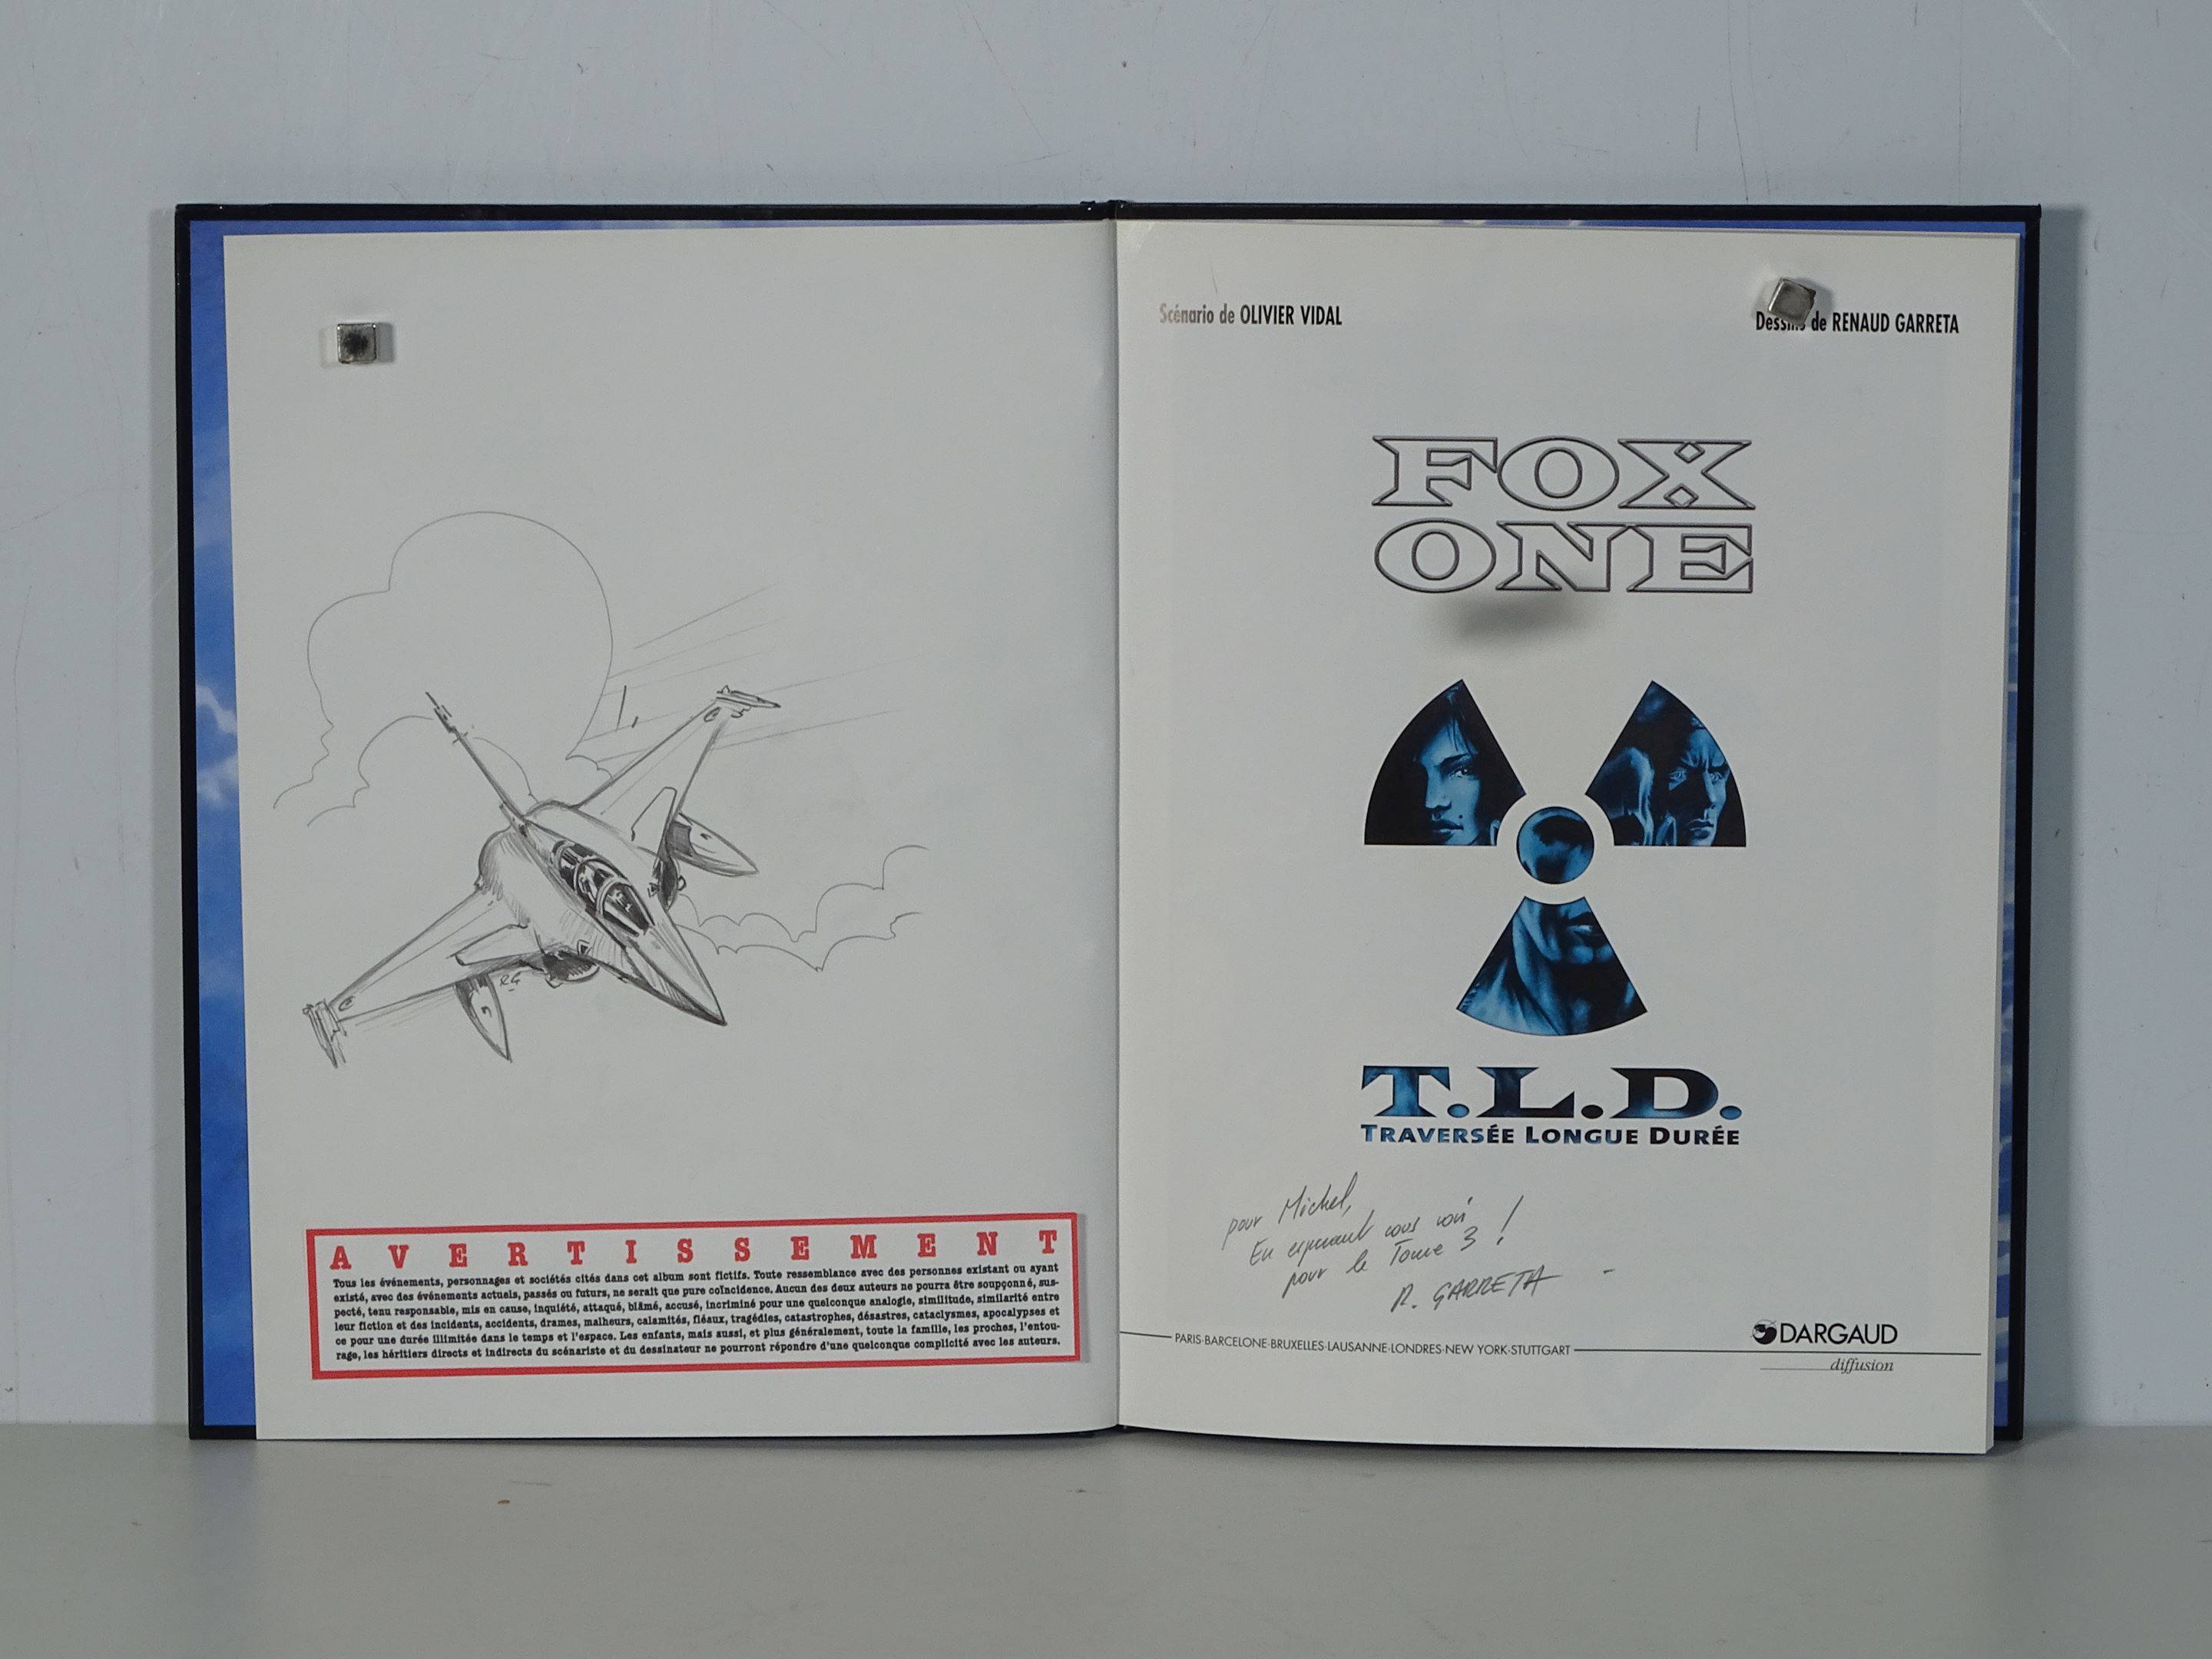 RG
AVERTISSEMENT
Tous les événements, personnages et sociétés cités dans cet album sont fictifs. Toute ressemblance avec des personnes existant ou ayant
existé, avec des événements actuels, passés ou futurs, ne serait que pure coïncidence. Aucun des deux auteurs ne pourra être soupçonné, sus-
pecté, tenu responsable, mis en cause, inquiété, attaqué, blâmé, accusé, incriminé pour une quelconque analogie, similitude, similarité entre
leur fiction et des incidents, accidents, drames, malheurs, calamités, fléaux, tragédies, catastrophes, désastres, cataclysmes, apocalypses et
ce pour une durée illimitée dans le temps et l'espace. Les enfants, mais aussi, et plus généralement, toute la famille, les proches, l'entou-
rage, les héritiers directs et indirects du scénariste et du dessinateur ne pourront répondre d'une quelconque complicité avec les auteurs.
Scénario de OLIVIER VIDAL
Dessins de RENAUD GARRETA
FOX
ONE
T.L.D.
TRAVERSÉE LONGUE DURÉE
pour Michel,
En espérant vous voir
pour le Tome 3 !
R. GARRETA
PARIS·BARCELONE·BRUXELLES·LAUSANNE·LONDRES·NEW YORK·STUTTGART
DARGAUD
diffusion